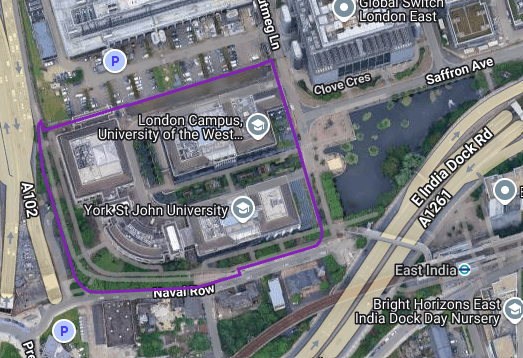 Global Switch
London East
utmeg Ln
P
Clove Cres
Saffron Ave
London Campus,
University of the West...
E India Dock Rd
A1261
A102
York St John University
East India
Naval Row
Bright Horizons East
India Dock Day Nursery
P
Pre
E